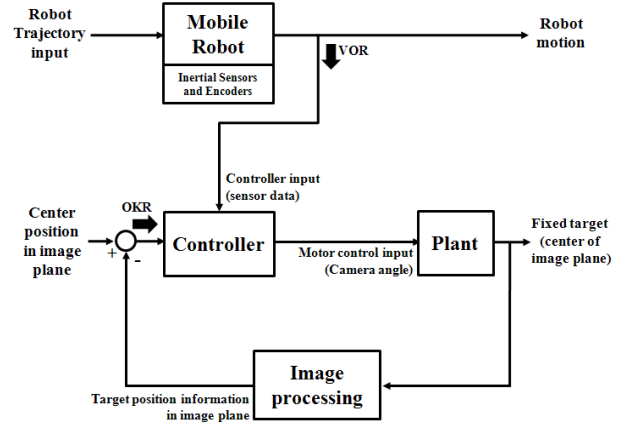 Robot
Trajectory
input
Mobile
Robot
Inertial Sensors
and Encoders
Robot
motion
VOR
Controller input
(sensor data)
OKR
Center
position
in image
plane
+
-
Controller
Motor control input
(Camera angle)
Plant
Fixed target
(center of
image plane)
Image
processing
Target position information
in image plane